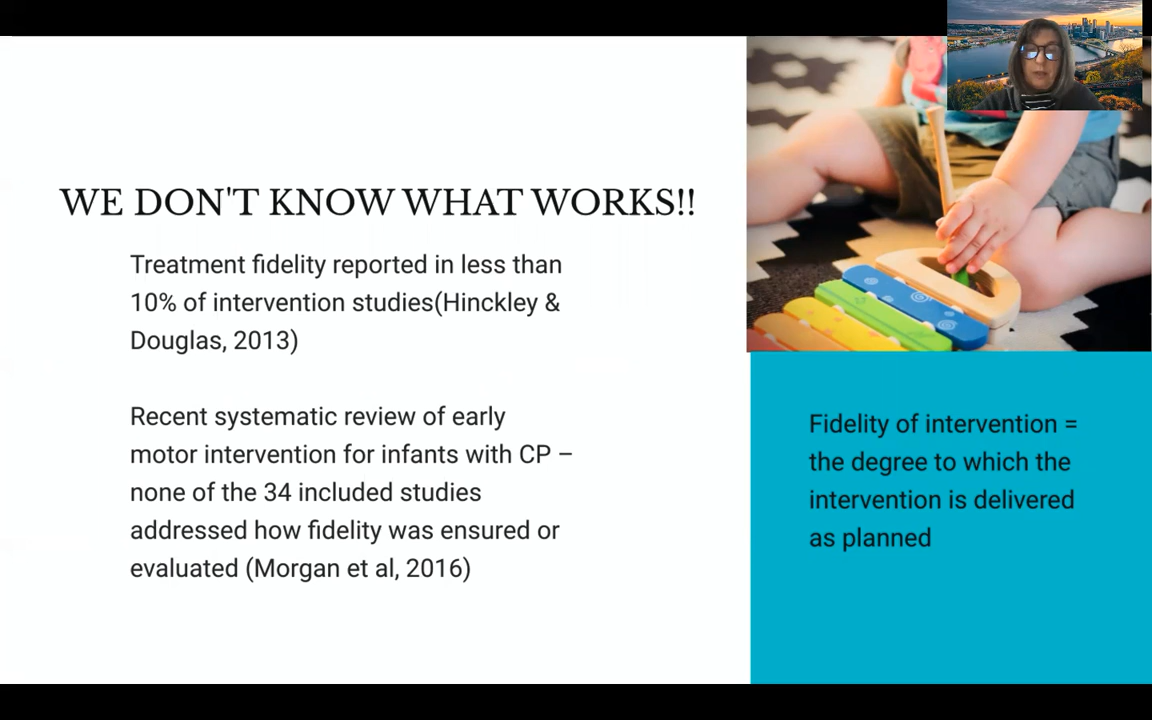 WE DON'T KNOW WHAT WORKS!!
Treatment fidelity reported in less than
10% of intervention studies(Hinckley &
Douglas, 2013)
Recent systematic review of early
motor intervention for infants with CP –
none of the 34 included studies
addressed how fidelity was ensured or
evaluated (Morgan et al, 2016)
Fidelity of intervention =
the degree to which the
intervention is delivered
as planned